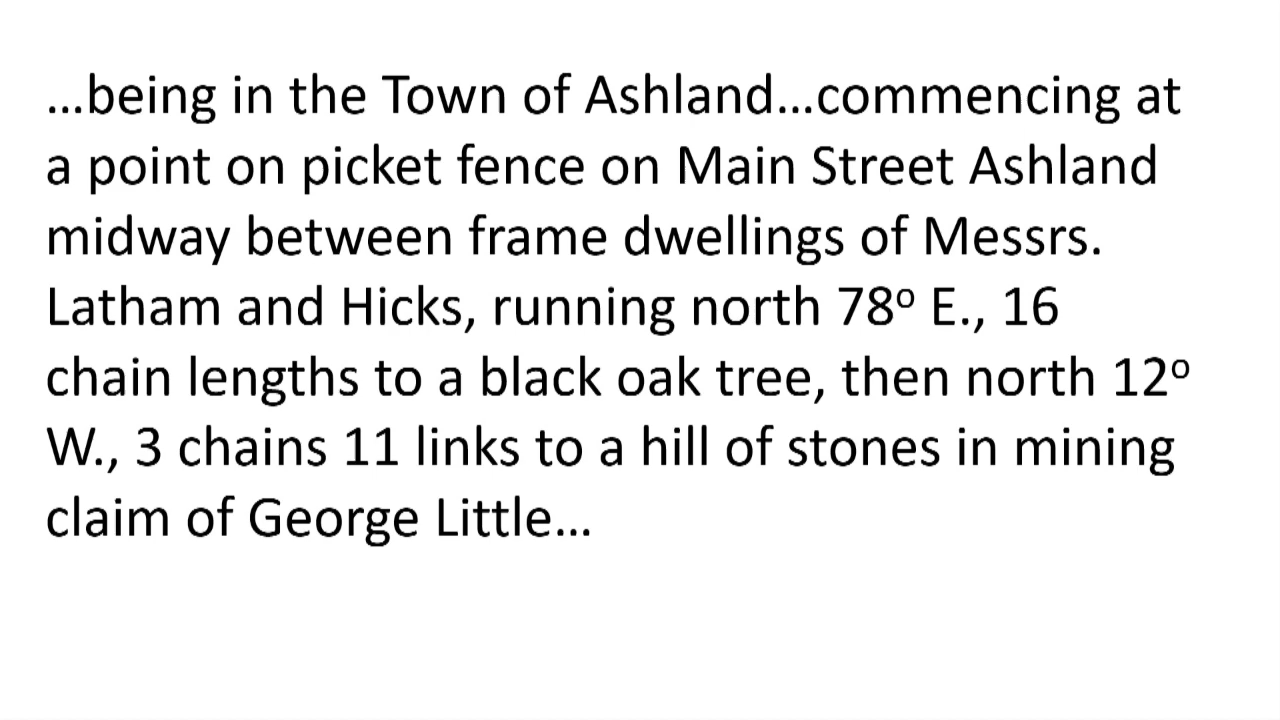 ...being in the Town of Ashland...commencing at
a point on picket fence on Main Street Ashland
midway between frame dwellings of Messrs.
Latham and Hicks, running north 78º E., 16
chain lengths to a black oak tree, then north 12º
W., 3 chains 11 links to a hill of stones in mining
claim of George Little...